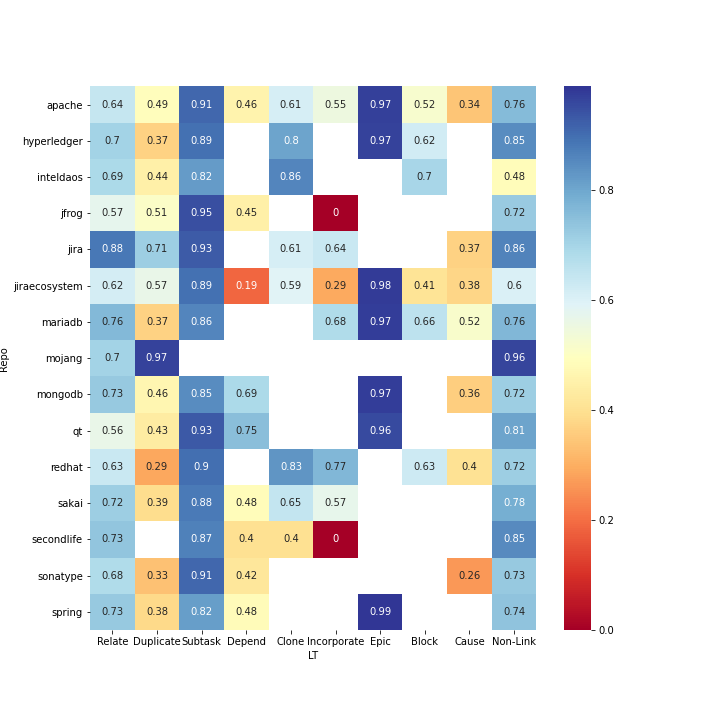 apache 0.64 0.49 0.91 0.46 0.61 0.55 0.97 0.52 0.34 0.76
hyperledger 0.7 0.37 0.89 0.8 0.97 0.62 0.85
inteldaos 0.69 0.44 0.82 0.86 0.7 0.48
jfrog 0.57 0.51 0.95 0.45 0 0.72
jira 0.88 0.71 0.93 0.61 0.64 0.37 0.86
jiraecosystem 0.62 0.57 0.89 0.19 0.59 0.29 0.98 0.41 0.38 0.6
mariadb 0.76 0.37 0.86 0.68 0.97 0.66 0.52 0.76
mojang 0.7 0.97 0.96
mongodb 0.73 0.46 0.85 0.69 0.97 0.36 0.72
qt 0.56 0.43 0.93 0.75 0.96 0.81
redhat 0.63 0.29 0.9 0.83 0.77 0.63 0.4 0.72
sakai 0.72 0.39 0.88 0.48 0.65 0.57 0.78
secondlife 0.73 0.87 0.4 0.4 0 0.85
sonatype 0.68 0.33 0.91 0.42 0.26 0.73
spring 0.73 0.38 0.82 0.48 0.99 0.74
Relate Duplicate Subtask Depend Clone Incorporate Epic Block Cause Non-Link
LT
Repo
0.8
0.6
0.4
0.2
0.0